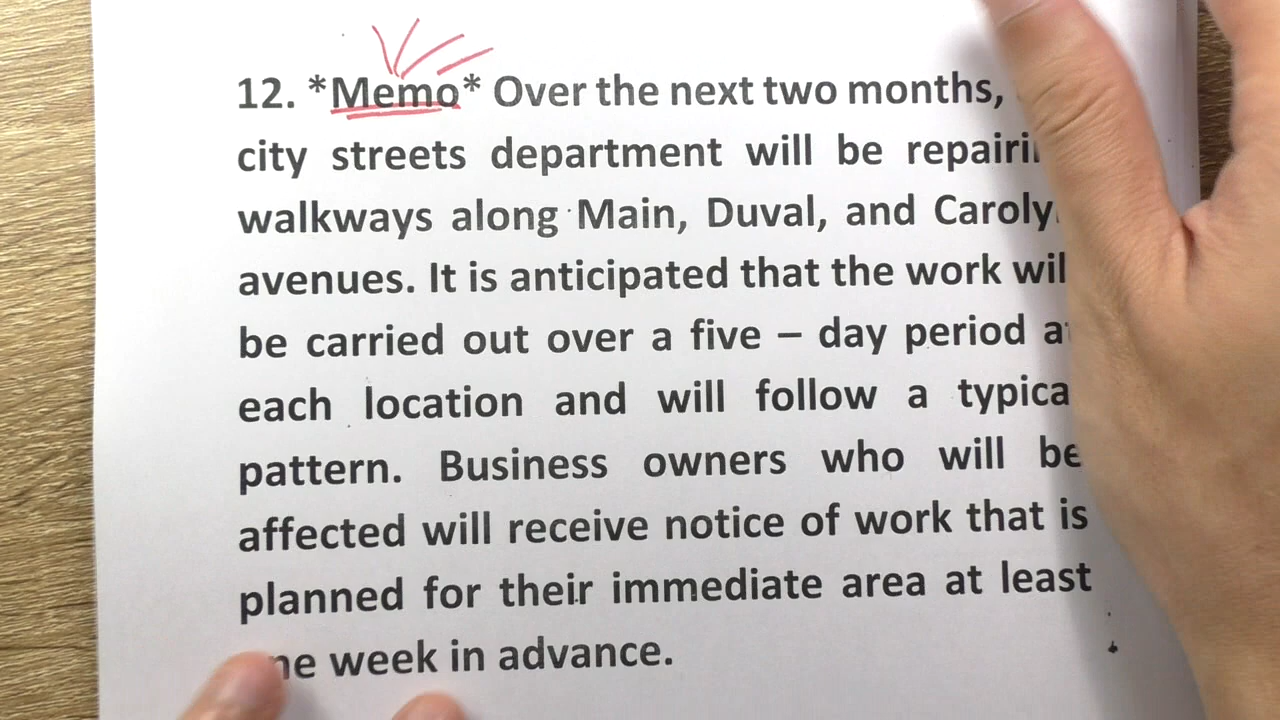 12. *Memo* Over the next two months,
city streets department will be
walkways along Main, Duval, and
avenues. It is anticipated that the work
be carried out over a five – day period
each location and will follow a
pattern. Business owners who will be
affected will receive notice of work that is
planned for their immediate area at least
week in advance.